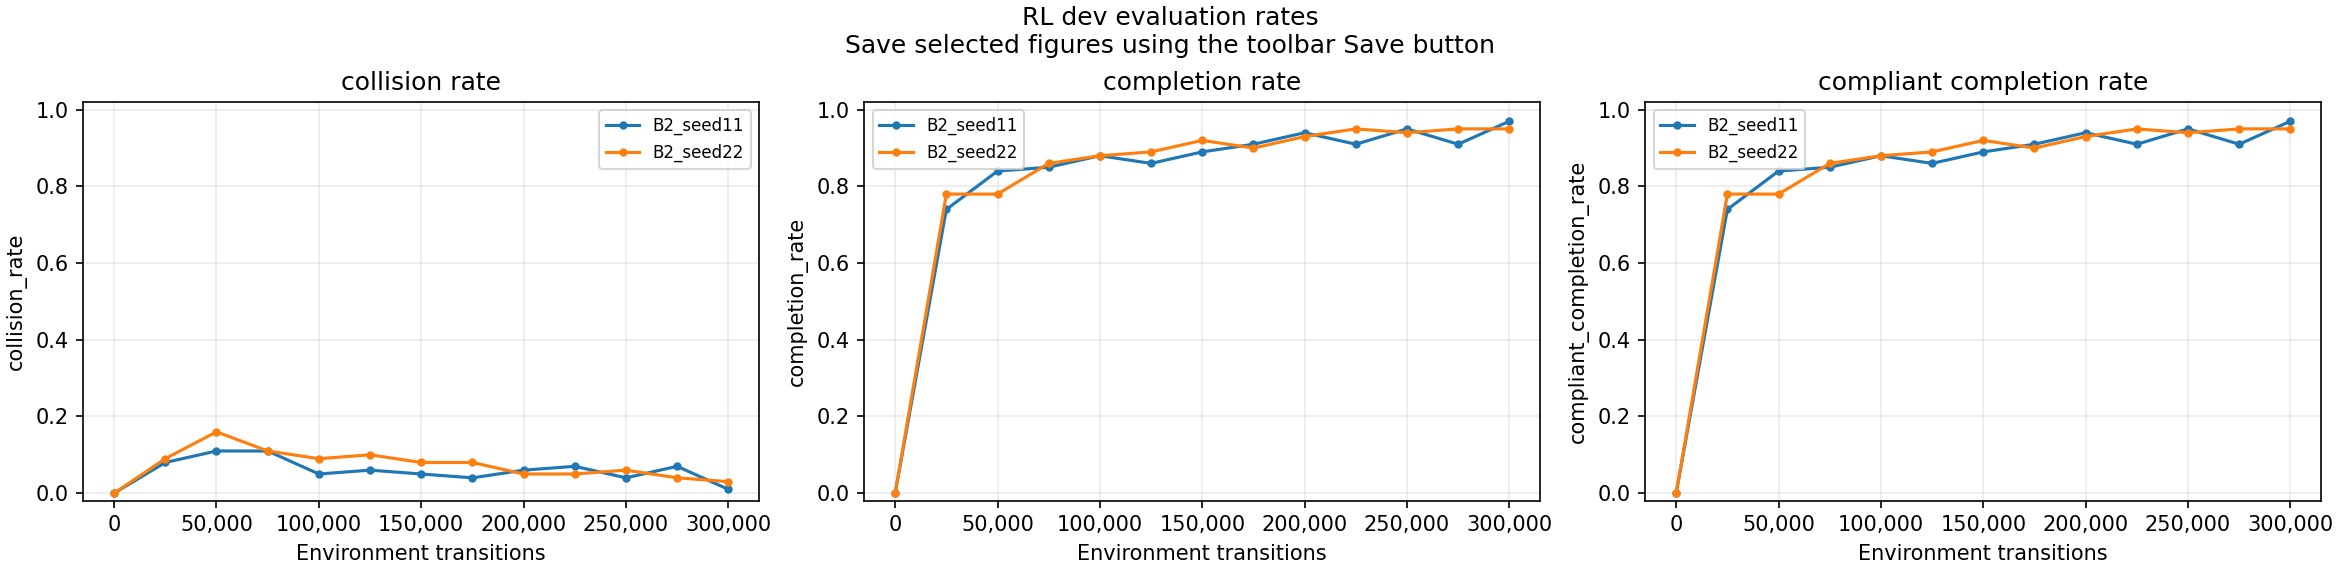 RL dev evaluation rates
Save selected figures using the toolbar Save button
collision rate
collision_rate
1.0
0.8
0.6
0.4
0.2
0.0
B2_seed11
B2_seed22
0 50,000 100,000 150,000 200,000 250,000 300,000
Environment transitions
completion rate
completion_rate
1.0
0.8
0.6
0.4
0.2
0.0
B2_seed11
B2_seed22
0 50,000 100,000 150,000 200,000 250,000 300,000
Environment transitions
compliant completion rate
compliant_completion_rate
1.0
0.8
0.6
0.4
0.2
0.0
B2_seed11
B2_seed22
0 50,000 100,000 150,000 200,000 250,000 300,000
Environment transitions